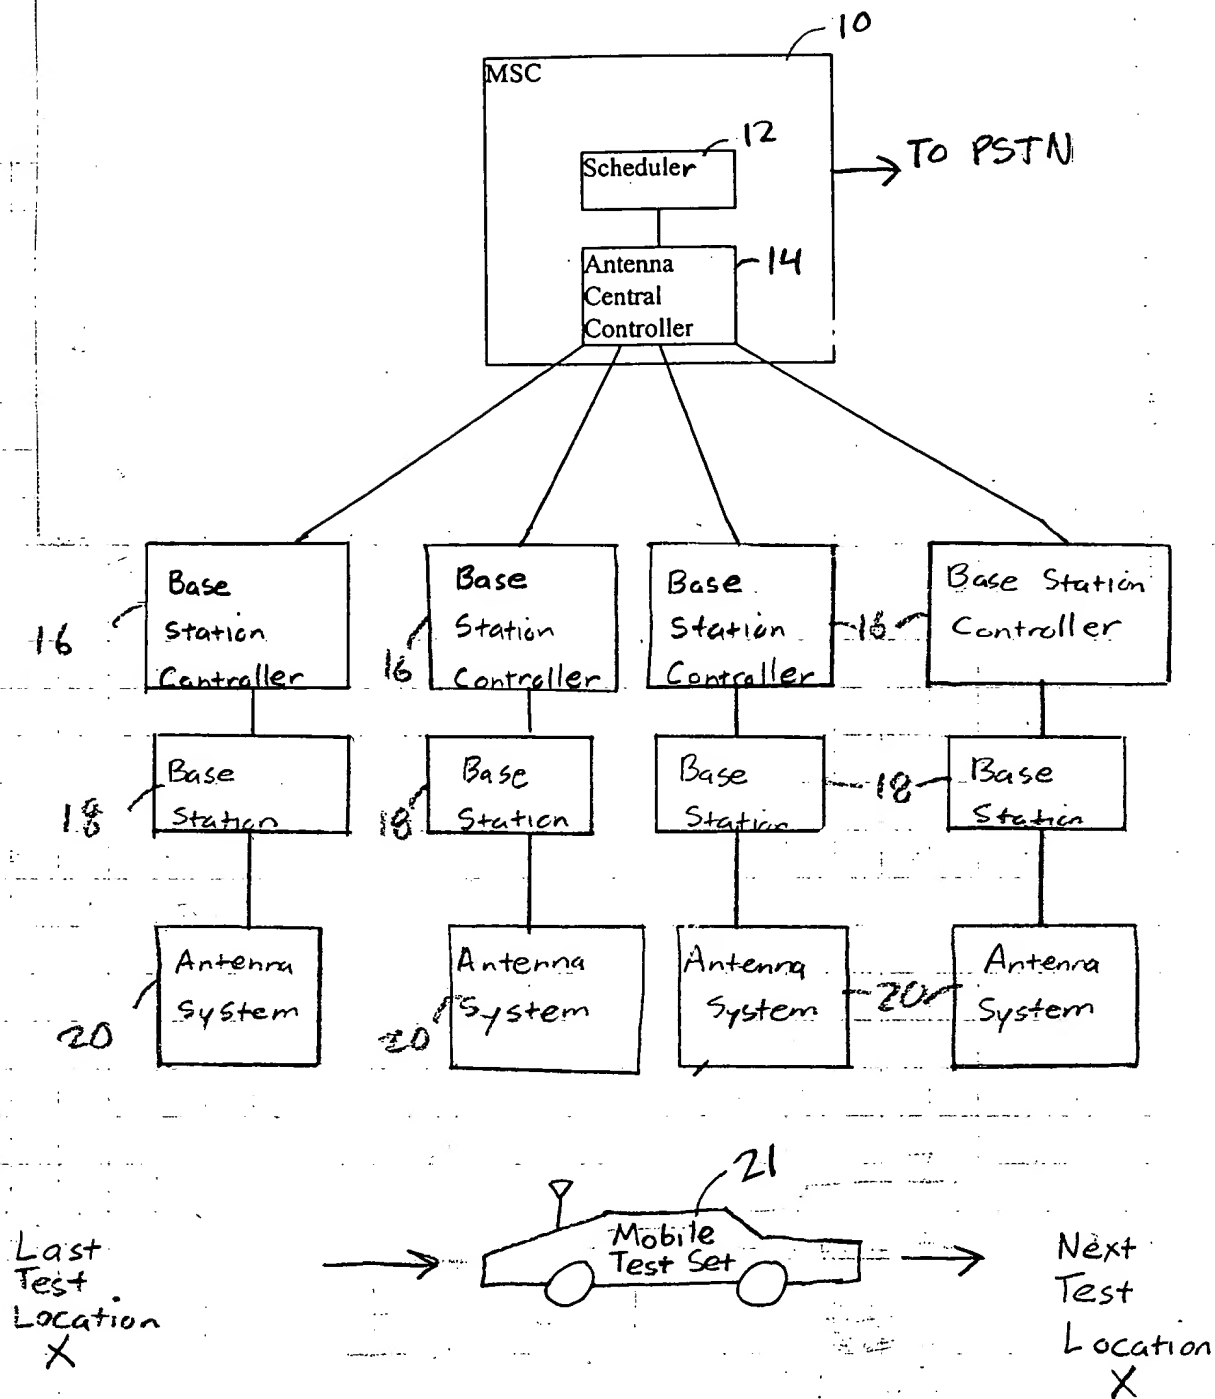 10
MSC
12
Scheduler
TO PSTN
14
Antenna
Central
Controller
Base
Station
Controller
16
Base
Station
Controller
16
Base
Station
Controller
16
Base Station
Controller
Base
Station
18
Base
Station
18
Base
Station
18
Base
Station
Antenna
System
20
Antenna
System
20
Antenna
System
20
Antenna
System
21
Mobile
Test Set
Last
Test
Location
X
Next
Test
Location
X